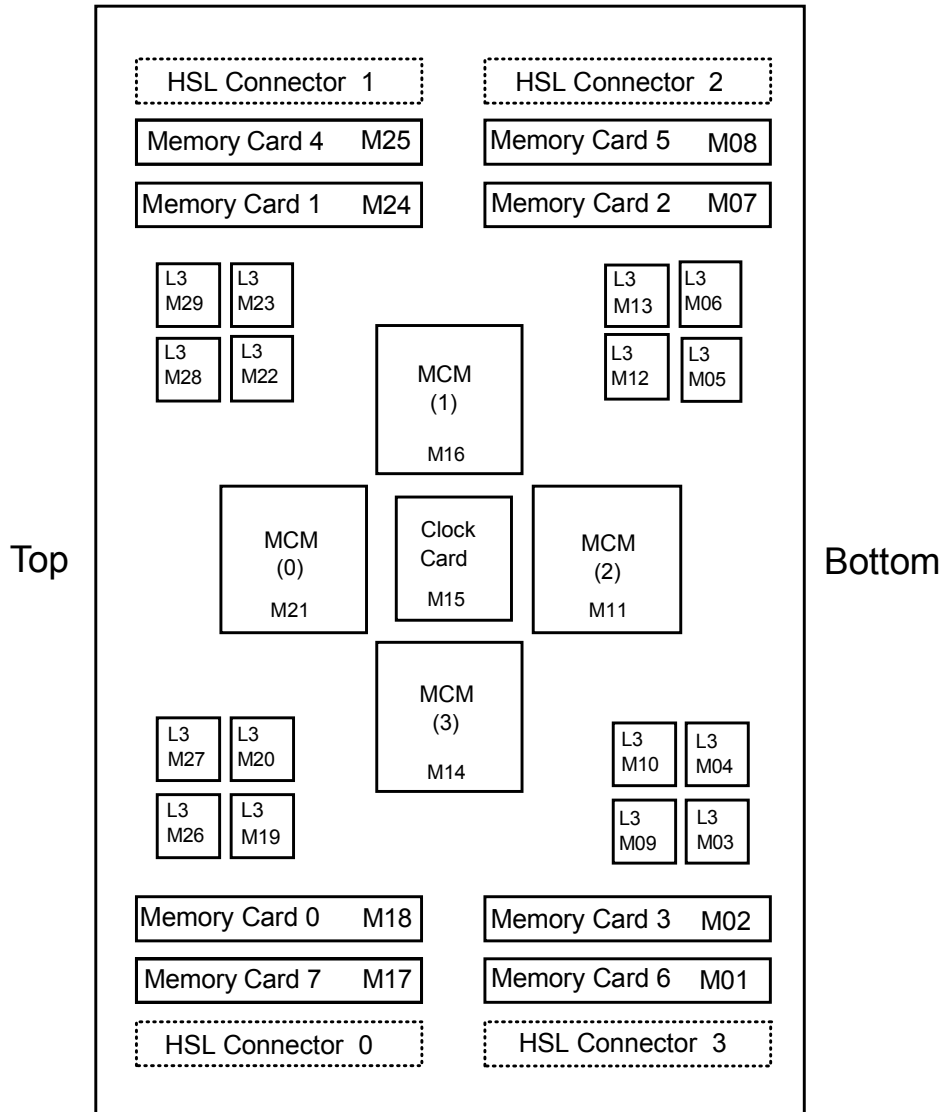 HSL Connector 1
HSL Connector 2
Memory Card 4 M25
Memory Card 5 M08
Memory Card 1 M24
Memory Card 2 M07
L3
M29
L3
M23
L3
M13
L3
M06
L3
M28
L3
M22
L3
M12
L3
M05
MCM
(1)
M16
Top
MCM
(0)
M21
Clock
Card
M15
MCM
(2)
M11
Bottom
MCM
(3)
M14
L3
M27
L3
M20
L3
M10
L3
M04
L3
M26
L3
M19
L3
M09
L3
M03
Memory Card 0 M18
Memory Card 3 M02
Memory Card 7 M17
Memory Card 6 M01
HSL Connector 0
HSL Connector 3